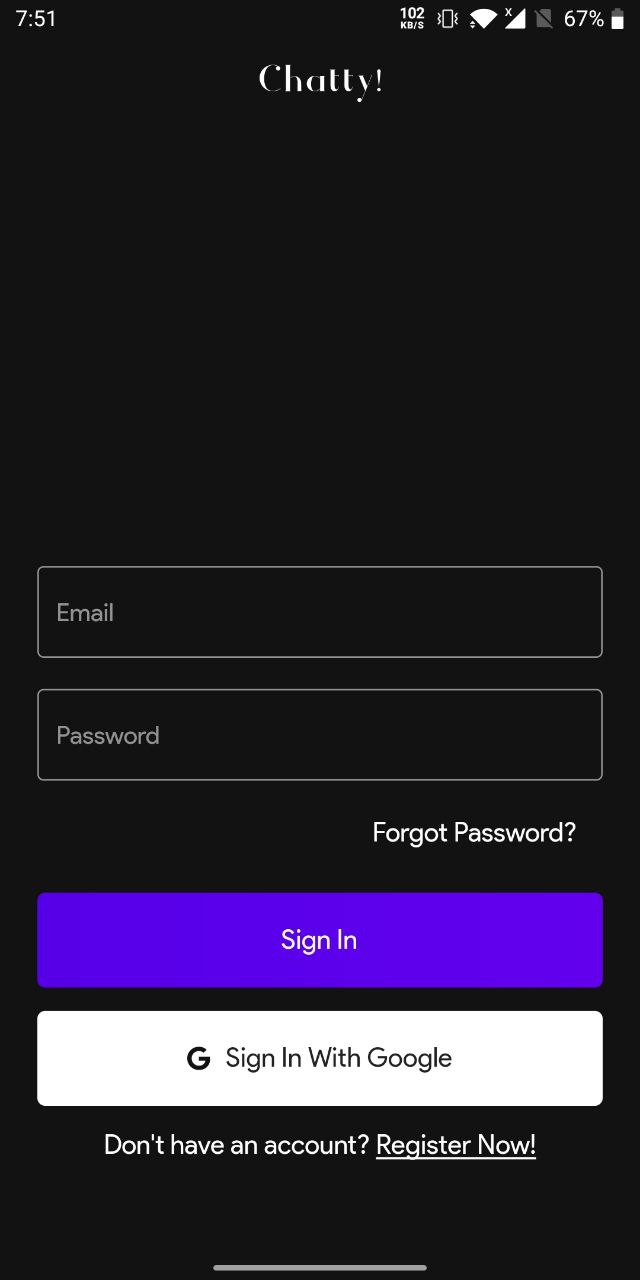 7:51
102
KB/S
x
67%
Chatty!
Email
Password
Forgot Password?
Sign In
G Sign In With Google
Don't have an account? Register Now!